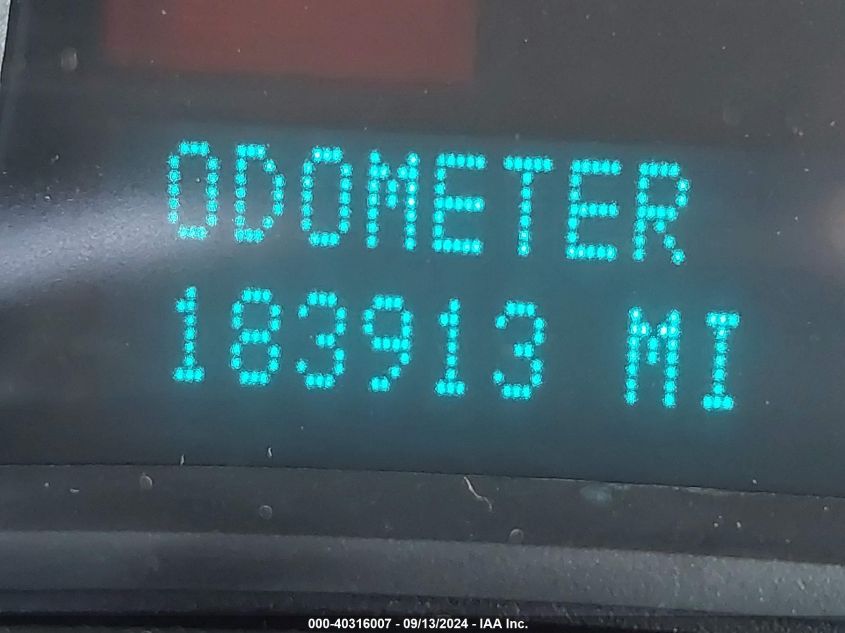 ODOMETER
183913 MI
000-40316007 - 09/13/2024 - IAA Inc.